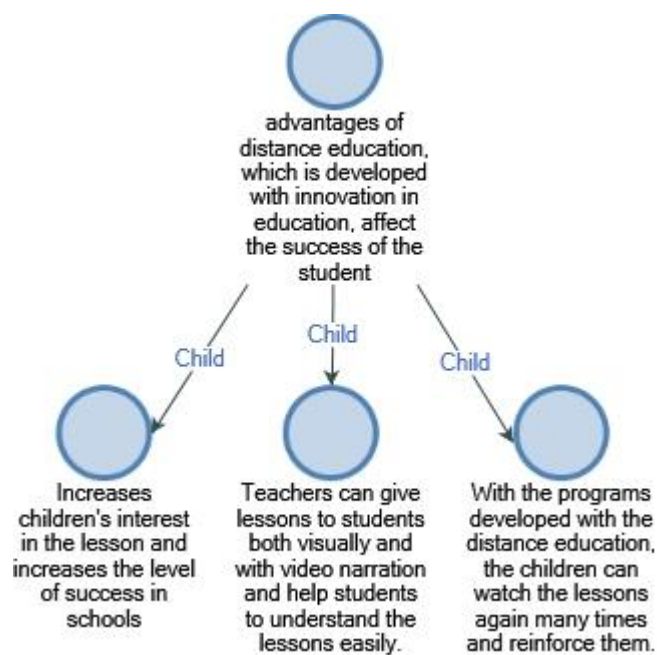 advantages of
distance education,
which is developed
with innovation in
education, affect
the success of the
student
Child
Child
Child
Increases
children's interest
in the lesson and
increases the level
of success in
schools
Teachers can give
lessons to students
both visually and
with video narration
and help students
to understand the
lessons easily.
With the programs
developed with the
distance education,
the children can
watch the lessons
again many times
and reinforce them.